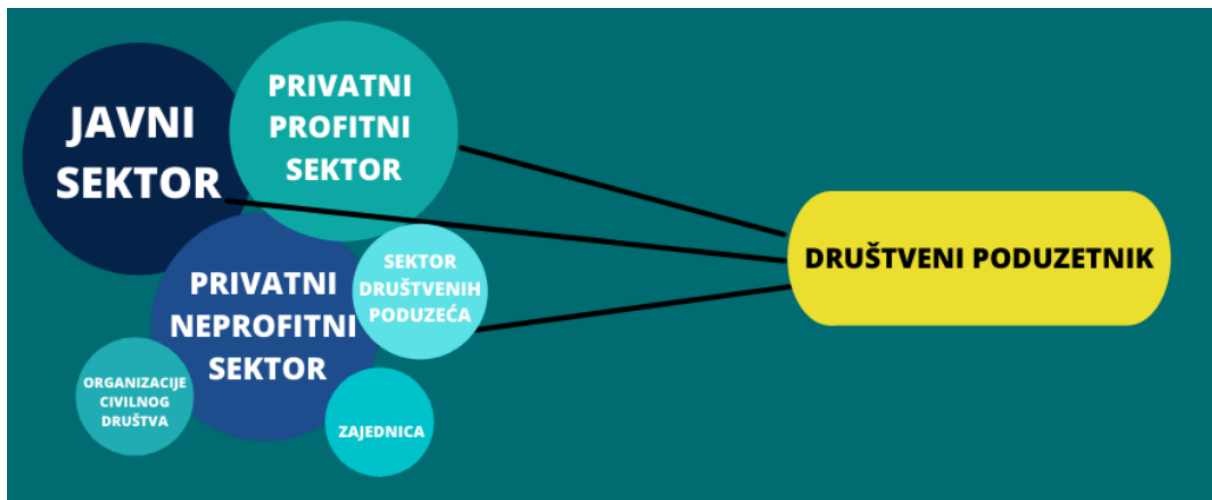 JAVNI
SEKTOR
PRIVATNI
PROFITNI
SEKTOR
PRIVATNI
NEPROFITNI
SEKTOR
SEKTOR
DRUŠTVENIH
PODUZEĆA
ORGANIZACIJE
CIVILNOG
DRUŠTVA
ZAJEDNICA
DRUŠTVENI PODUZETNIK